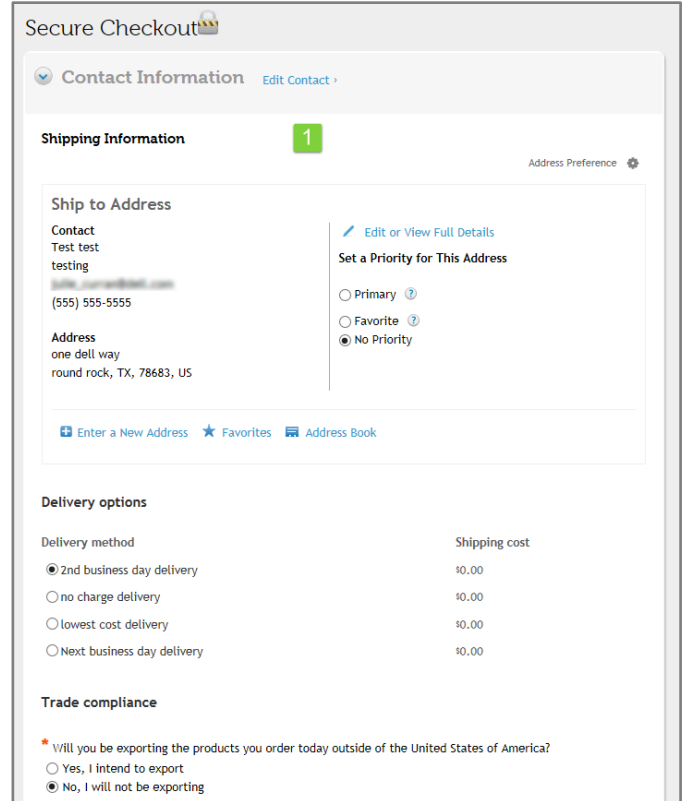 Secure Checkout
Contact Information Edit Contact ›
Shipping Information 1
Address Preference
Ship to Address
Contact
Test test
testing
(555) 555-5555
Address
one dell way
round rock, TX, 78683, US
Edit or View Full Details
Set a Priority for This Address
Primary ?
Favorite ?
No Priority
Enter a New Address Favorites Address Book
Delivery options
Delivery method Shipping cost
2nd business day delivery $0.00
no charge delivery $0.00
lowest cost delivery $0.00
Next business day delivery $0.00
Trade compliance
* Will you be exporting the products you order today outside of the United States of America?
Yes, I intend to export
No, I will not be exporting